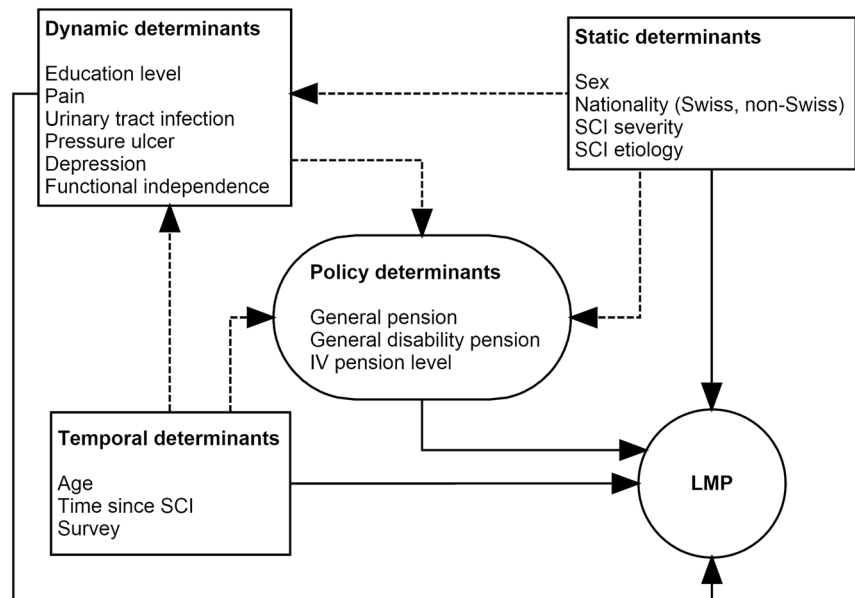 Dynamic determinants
Education level
Pain
Urinary tract infection
Pressure ulcer
Depression
Functional independence
Static determinants
Sex
Nationality (Swiss, non-Swiss)
SCI severity
SCI etiology
Policy determinants
General pension
General disability pension
IV pension level
Temporal determinants
Age
Time since SCI
Survey
LMP